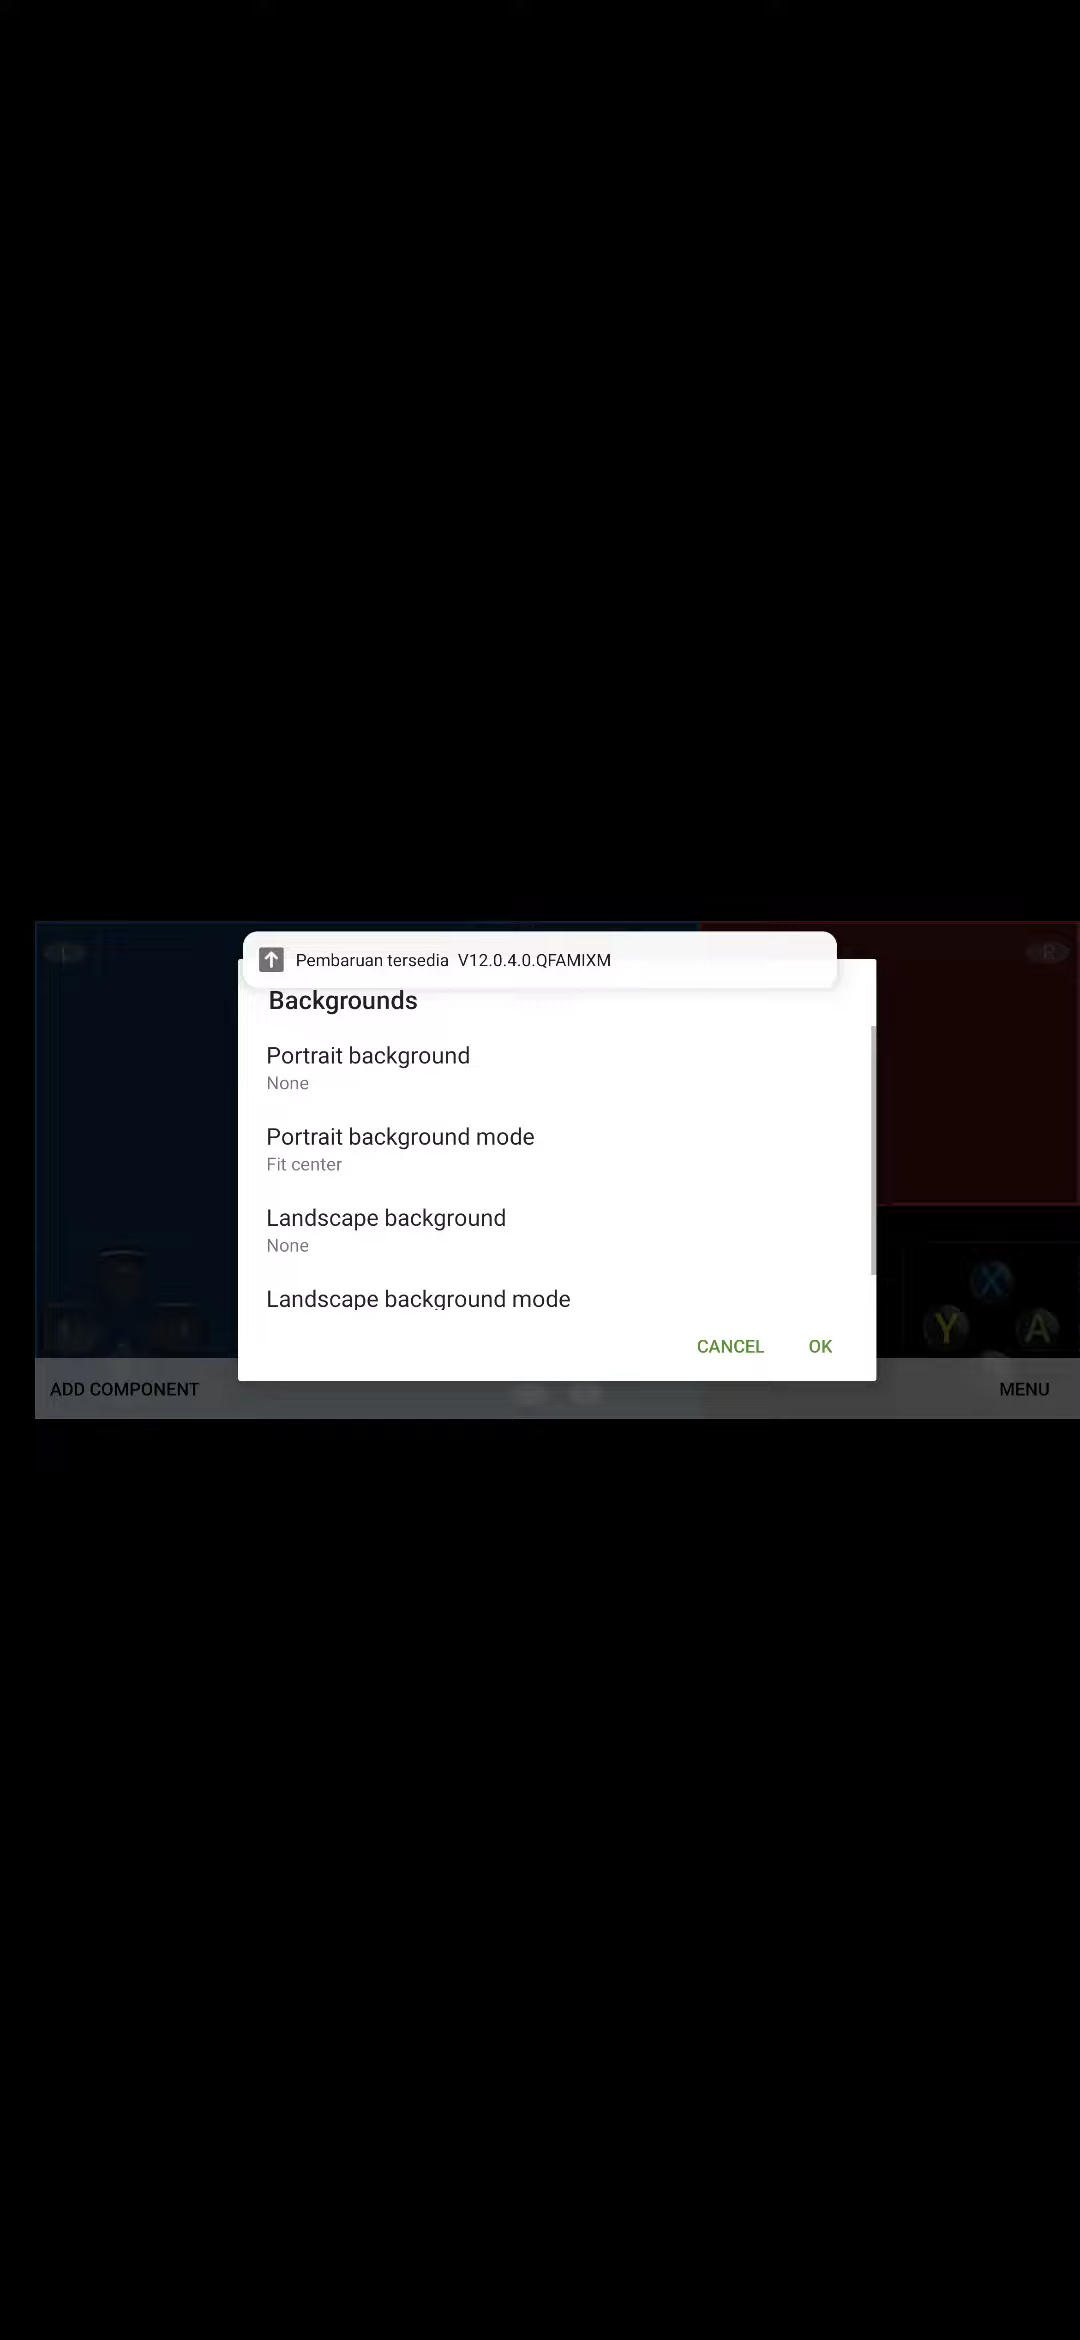 L
R
Pembaruan tersedia V12.0.4.0.QFAMIXM
Backgrounds
Portrait background
None
Portrait background mode
Fit center
Landscape background
None
Landscape background mode
X
Y
A
CANCEL
OK
ADD COMPONENT
MENU